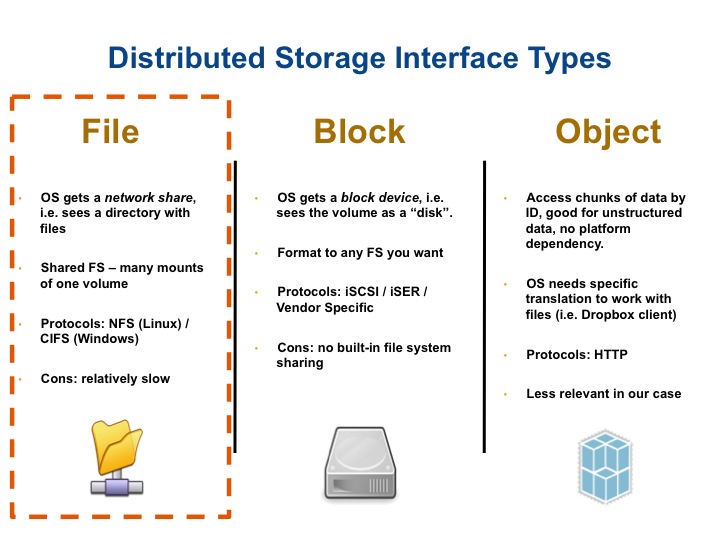 Distributed Storage Interface Types
File
• OS gets a network share,
i.e. sees a directory with
files
• Shared FS – many mounts
of one volume
• Protocols: NFS (Linux) /
CIFS (Windows)
• Cons: relatively slow
Block
• OS gets a block device, i.e.
sees the volume as a “disk”.
• Format to any FS you want
• Protocols: iSCSI / iSER /
Vendor Specific
• Cons: no built-in file system
sharing
Object
• Access chunks of data by
ID, good for unstructured
data, no platform
dependency.
• OS needs specific
translation to work with
files (i.e. Dropbox client)
• Protocols: HTTP
• Less relevant in our case